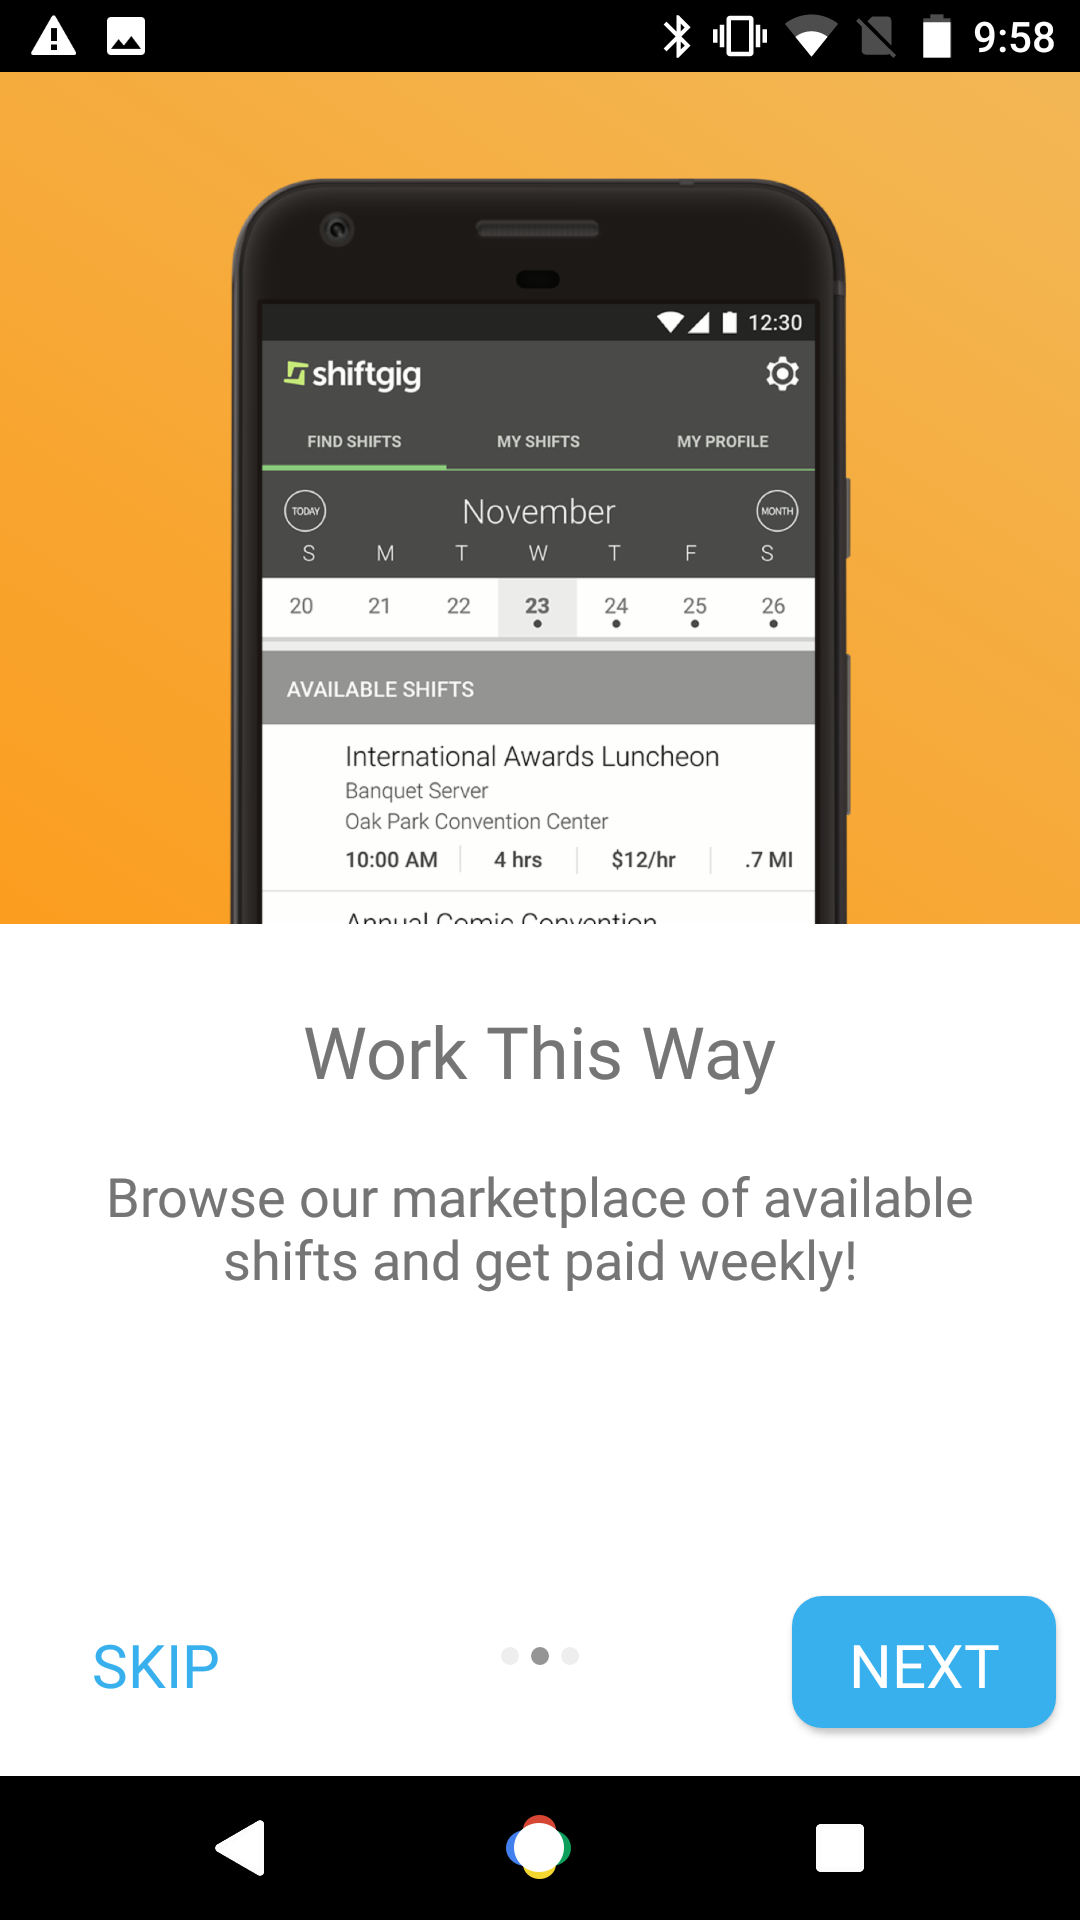 9:58
12:30
shiftgig
FIND SHIFTS MY SHIFTS MY PROFILE
TODAY November MONTH
S M T W T F S
20 21 22 23 24 25 26
AVAILABLE SHIFTS
International Awards Luncheon
Banquet Server
Oak Park Convention Center
10:00 AM 4 hrs $12/hr .7 MI
Annual Comic Convention
Work This Way
Browse our marketplace of available
shifts and get paid weekly!
SKIP NEXT